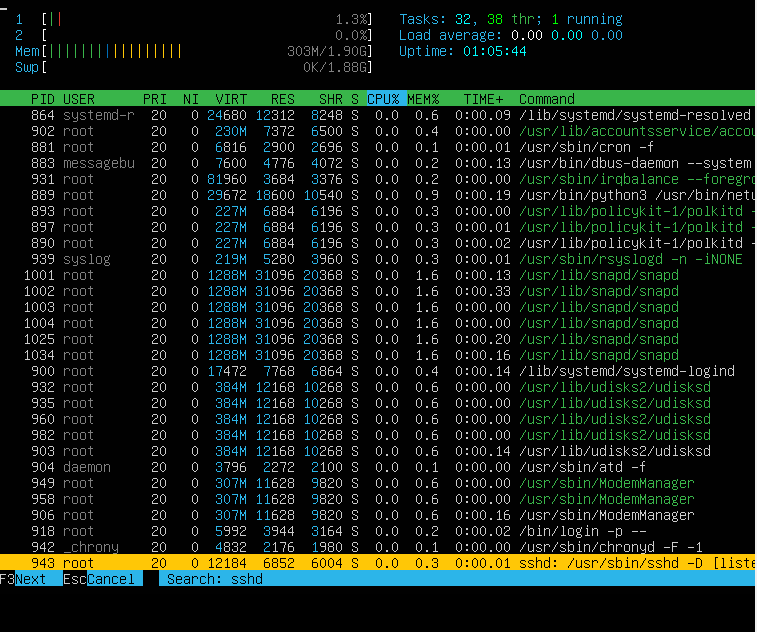 1 [|| 1.3%] Tasks: 32, 38 thr; 1 running
2 [ 0.0%] Load average: 0.00 0.00 0.00
Mem[||||||||||||||||| 303M/1.90G] Uptime: 01:05:44
Swp[ 0K/1.88G]
PID USER PRI NI VIRT RES SHR S CPU% MEM% TIME+ Command
864 systemd-r 20 0 24680 12312 8248 S 0.0 0.6 0:00.09 /lib/systemd/systemd-resolved
902 root 20 0 230M 7372 6500 S 0.0 0.4 0:00.00 /usr/lib/accountsservice/accou
881 root 20 0 6816 2900 2696 S 0.0 0.1 0:00.01 /usr/sbin/cron -f
883 messagebu 20 0 7600 4776 4072 S 0.0 0.2 0:00.13 /usr/bin/dbus-daemon --system
931 root 20 0 81960 3684 3376 S 0.0 0.2 0:00.00 /usr/sbin/irqbalance --foregro
889 root 20 0 29672 18600 10540 S 0.0 0.9 0:00.19 /usr/bin/python3 /usr/bin/netw
893 root 20 0 227M 6884 6196 S 0.0 0.3 0:00.00 /usr/lib/policykit-1/polkitd -
897 root 20 0 227M 6884 6196 S 0.0 0.3 0:00.01 /usr/lib/policykit-1/polkitd -
890 root 20 0 227M 6884 6196 S 0.0 0.3 0:00.02 /usr/lib/policykit-1/polkitd -
939 syslog 20 0 219M 5280 3960 S 0.0 0.3 0:00.01 /usr/sbin/rsyslogd -n -iNONE
1001 root 20 0 1288M 31096 20368 S 0.0 1.6 0:00.13 /usr/lib/snapd/snapd
1002 root 20 0 1288M 31096 20368 S 0.0 1.6 0:00.33 /usr/lib/snapd/snapd
1003 root 20 0 1288M 31096 20368 S 0.0 1.6 0:00.00 /usr/lib/snapd/snapd
1004 root 20 0 1288M 31096 20368 S 0.0 1.6 0:00.00 /usr/lib/snapd/snapd
1025 root 20 0 1288M 31096 20368 S 0.0 1.6 0:00.20 /usr/lib/snapd/snapd
1034 root 20 0 1288M 31096 20368 S 0.0 1.6 0:00.16 /usr/lib/snapd/snapd
900 root 20 0 17472 7768 6864 S 0.0 0.4 0:00.14 /lib/systemd/systemd-logind
932 root 20 0 384M 12168 10268 S 0.0 0.6 0:00.00 /usr/lib/udisks2/udisksd
935 root 20 0 384M 12168 10268 S 0.0 0.6 0:00.00 /usr/lib/udisks2/udisksd
960 root 20 0 384M 12168 10268 S 0.0 0.6 0:00.00 /usr/lib/udisks2/udisksd
982 root 20 0 384M 12168 10268 S 0.0 0.6 0:00.00 /usr/lib/udisks2/udisksd
903 root 20 0 384M 12168 10268 S 0.0 0.6 0:00.14 /usr/lib/udisks2/udisksd
904 daemon 20 0 3796 2272 2100 S 0.0 0.1 0:00.00 /usr/sbin/atd -f
949 root 20 0 307M 11628 9820 S 0.0 0.6 0:00.00 /usr/sbin/ModemManager
958 root 20 0 307M 11628 9820 S 0.0 0.6 0:00.00 /usr/sbin/ModemManager
906 root 20 0 307M 11628 9820 S 0.0 0.6 0:00.16 /usr/sbin/ModemManager
918 root 20 0 5992 3944 3164 S 0.0 0.2 0:00.02 /bin/login -p --
942 _chrony 20 0 4832 2176 1980 S 0.0 0.1 0:00.00 /usr/sbin/chronyd -F -1
943 root 20 0 12184 6852 6004 S 0.0 0.3 0:00.01 sshd: /usr/sbin/sshd -D [liste
F3Next EscCancel Search: sshd